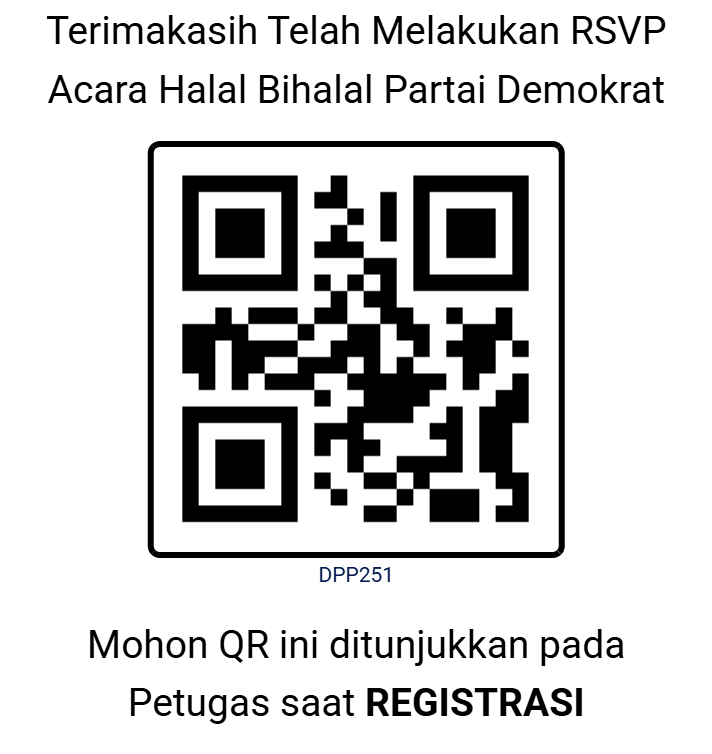 Terimakasih Telah Melakukan RSVP
Acara Halal Bihalal Partai Demokrat
DPP251
Mohon QR ini ditunjukkan pada
Petugas saat REGISTRASI